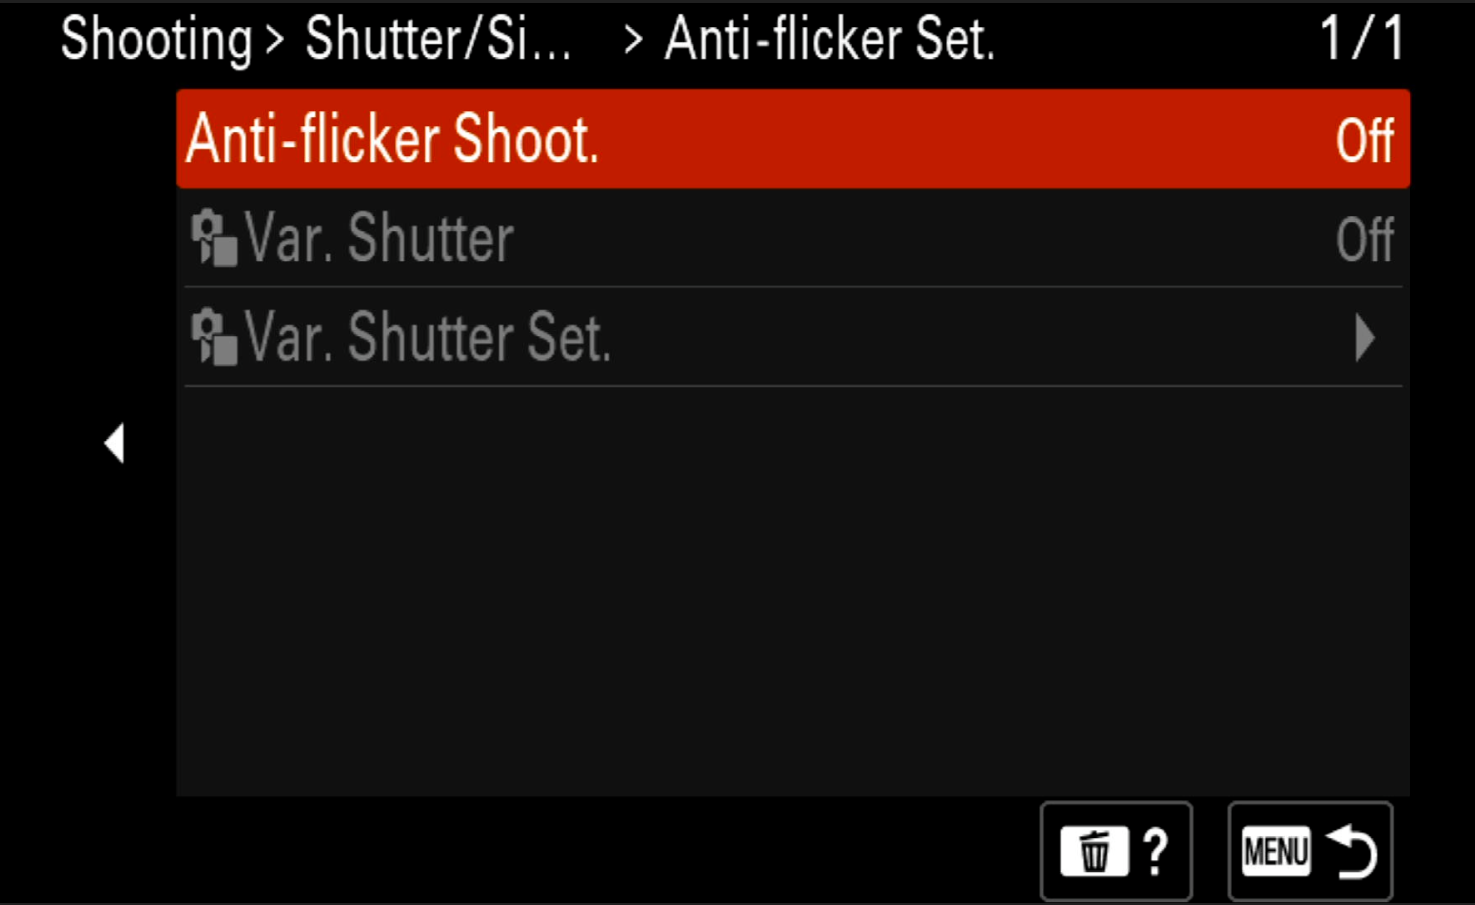 Shooting > Shutter/Si... > Anti-flicker Set. 1/1
Anti-flicker Shoot. Off
Var. Shutter Off
Var. Shutter Set.
? MENU